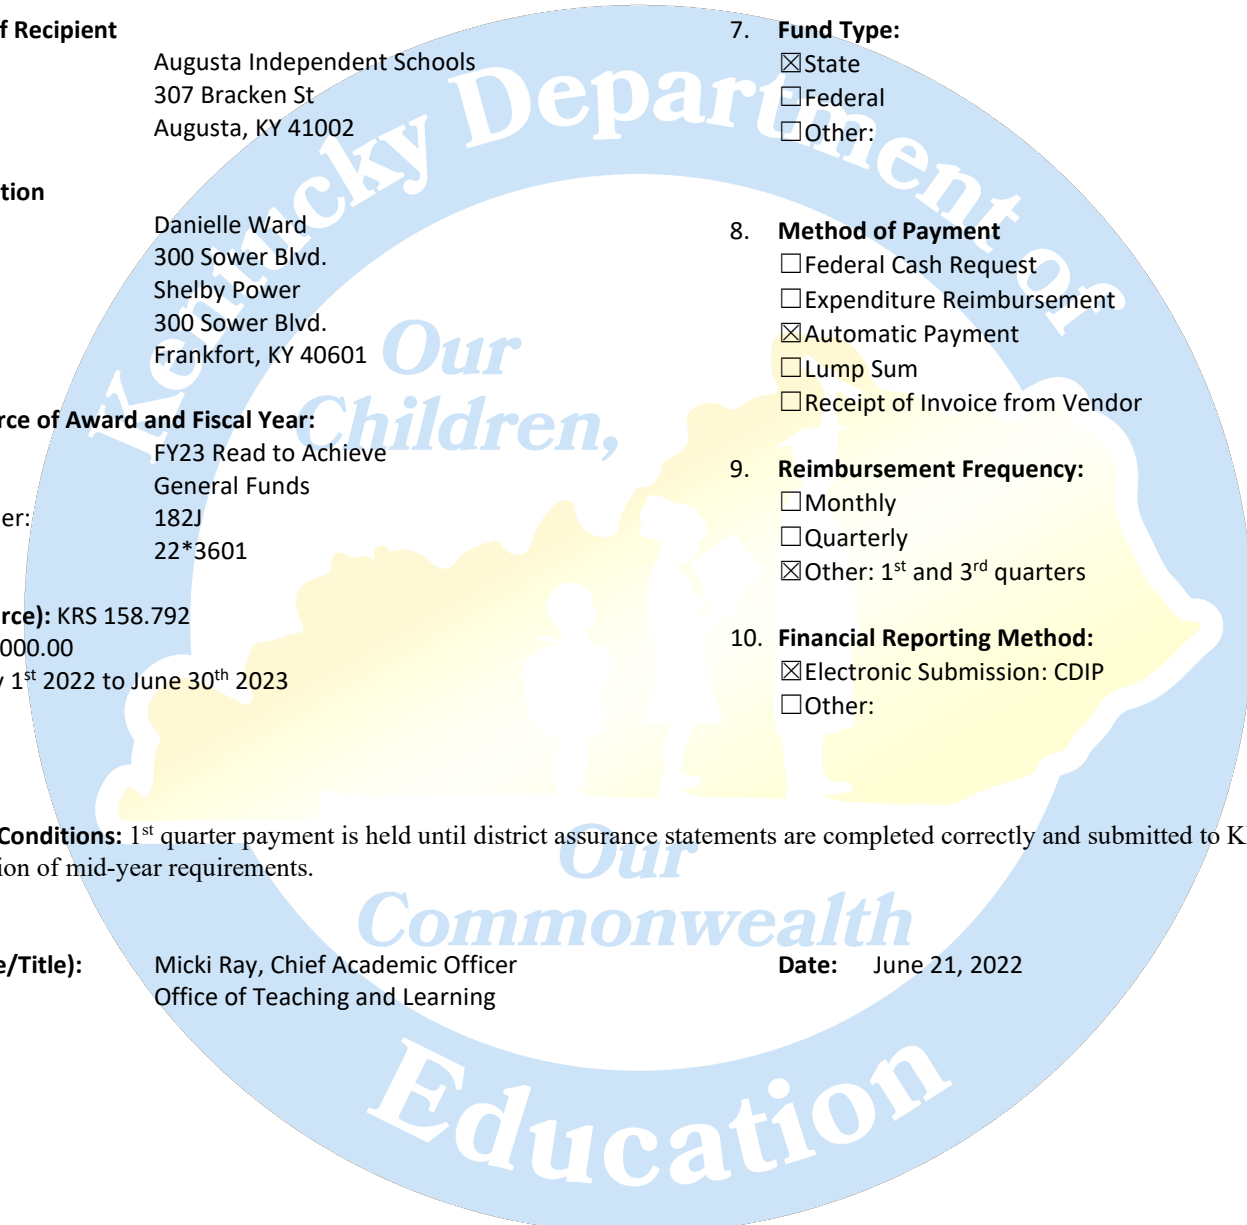 f Recipient
Augusta Independent Schools
307 Bracken St
Augusta, KY 41002
tion
Danielle Ward
300 Sower Blvd.
Shelby Power
300 Sower Blvd.
Frankfort, KY 40601
rce of Award and Fiscal Year:
FY23 Read to Achieve
General Funds
er: 182J
22*3601
rce): KRS 158.792
000.00
1st 2022 to June 30th 2023
7. Fund Type:
☒State
☐Federal
☐Other:
8. Method of Payment
☐Federal Cash Request
☐Expenditure Reimbursement
☒Automatic Payment
☐Lump Sum
☐Receipt of Invoice from Vendor
9. Reimbursement Frequency:
☐Monthly
☐Quarterly
☒Other: 1st and 3rd quarters
10. Financial Reporting Method:
☒Electronic Submission: CDIP
☐Other:
Conditions: 1st quarter payment is held until district assurance statements are completed correctly and submitted to K
ion of mid-year requirements.
e/Title): Micki Ray, Chief Academic Officer
Office of Teaching and Learning
Date: June 21, 2022
Kentucky Department of
Education
Our
Children,
Our
Commonwealth